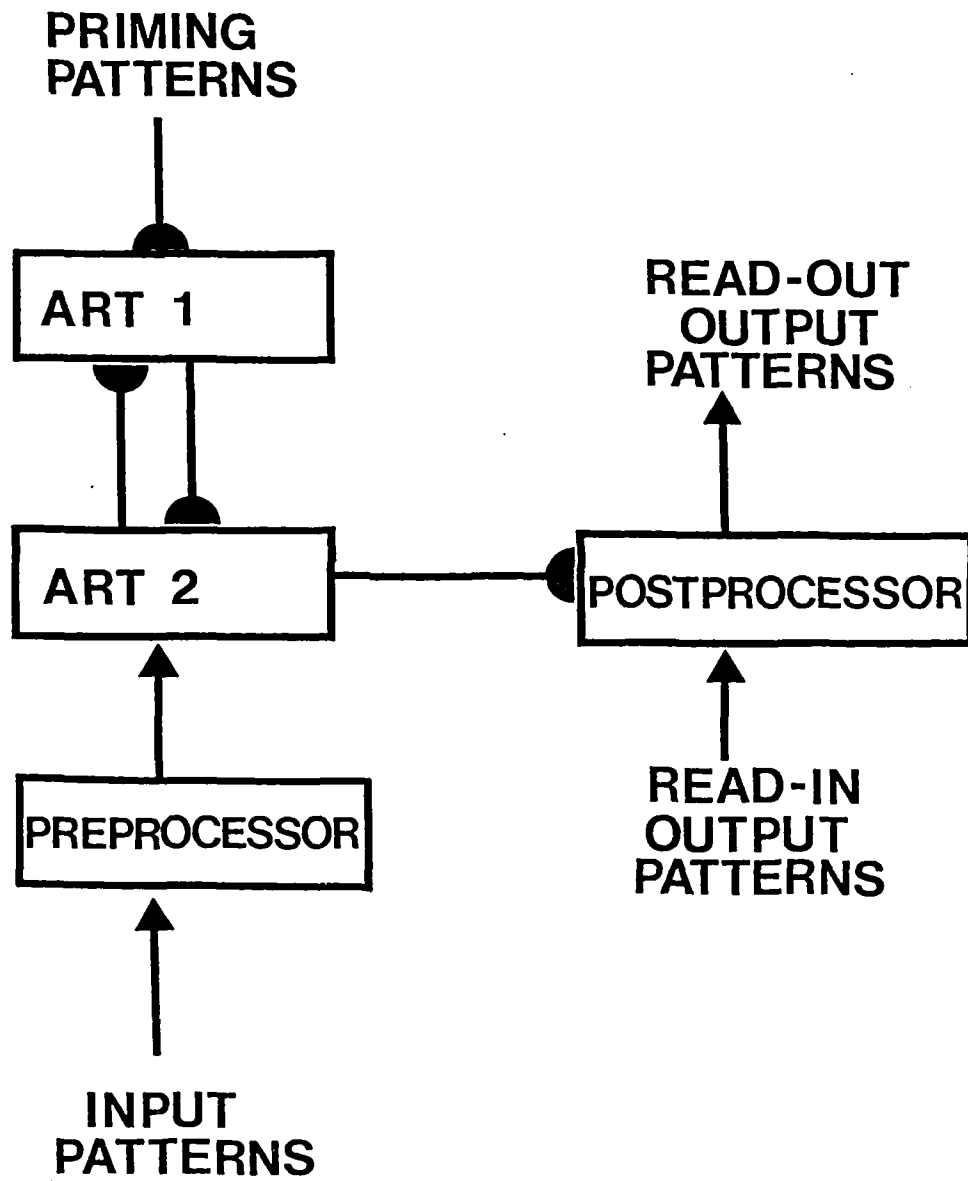 PRIMING
PATTERNS
ART 1
READ-OUT
OUTPUT
PATTERNS
ART 2
POSTPROCESSOR
PREPROCESSOR
READ-IN
OUTPUT
PATTERNS
INPUT
PATTERNS